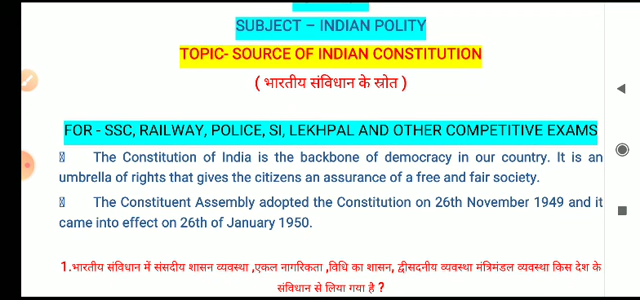 SUBJECT – INDIAN POLITY
TOPIC- SOURCE OF INDIAN CONSTITUTION
( भारतीय संविधान के स्रोत )
FOR - SSC, RAILWAY, POLICE, SI, LEKHPAL AND OTHER COMPETITIVE EXAMS
The Constitution of India is the backbone of democracy in our country. It is an
umbrella of rights that gives the citizens an assurance of a free and fair society.
The Constituent Assembly adopted the Constitution on 26th November 1949 and it
came into effect on 26th of January 1950.
1.भारतीय संविधान में संसदीय शासन व्यवस्था ,एकल नागरिकता ,विधि का शासन, द्वीसदनीय व्यवस्था मंत्रिमंडल व्यवस्था किस देश के
संविधान से लिया गया है ?